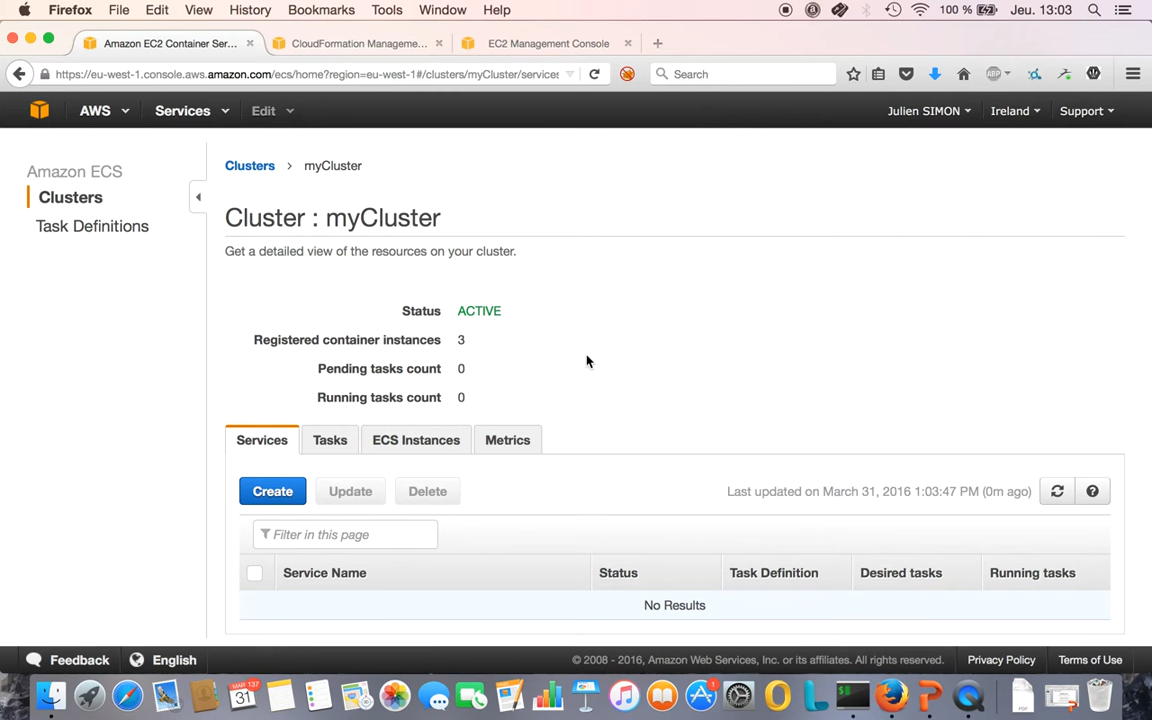 Firefox File Edit View History Bookmarks Tools Window Help 100 % Jeu. 13:03
Amazon EC2 Container Ser... × CloudFormation Manageme... × EC2 Management Console × +
https://eu-west-1.console.aws.amazon.com/ecs/home?region=eu-west-1#/clusters/myCluster/services Search ABP
AWS Services Edit Julien SIMON Ireland Support
Amazon ECS
Clusters
Task Definitions
Clusters > myCluster
Cluster : myCluster
Get a detailed view of the resources on your cluster.
Status ACTIVE
Registered container instances 3
Pending tasks count 0
Running tasks count 0
Services Tasks ECS Instances Metrics
Create Update Delete Last updated on March 31, 2016 1:03:47 PM (0m ago)
Filter in this page
Service Name Status Task Definition Desired tasks Running tasks
No Results
Feedback English © 2008 - 2016, Amazon Web Services, Inc. or its affiliates. All rights reserved. Privacy Policy Terms of Use
MAR 137
31 1